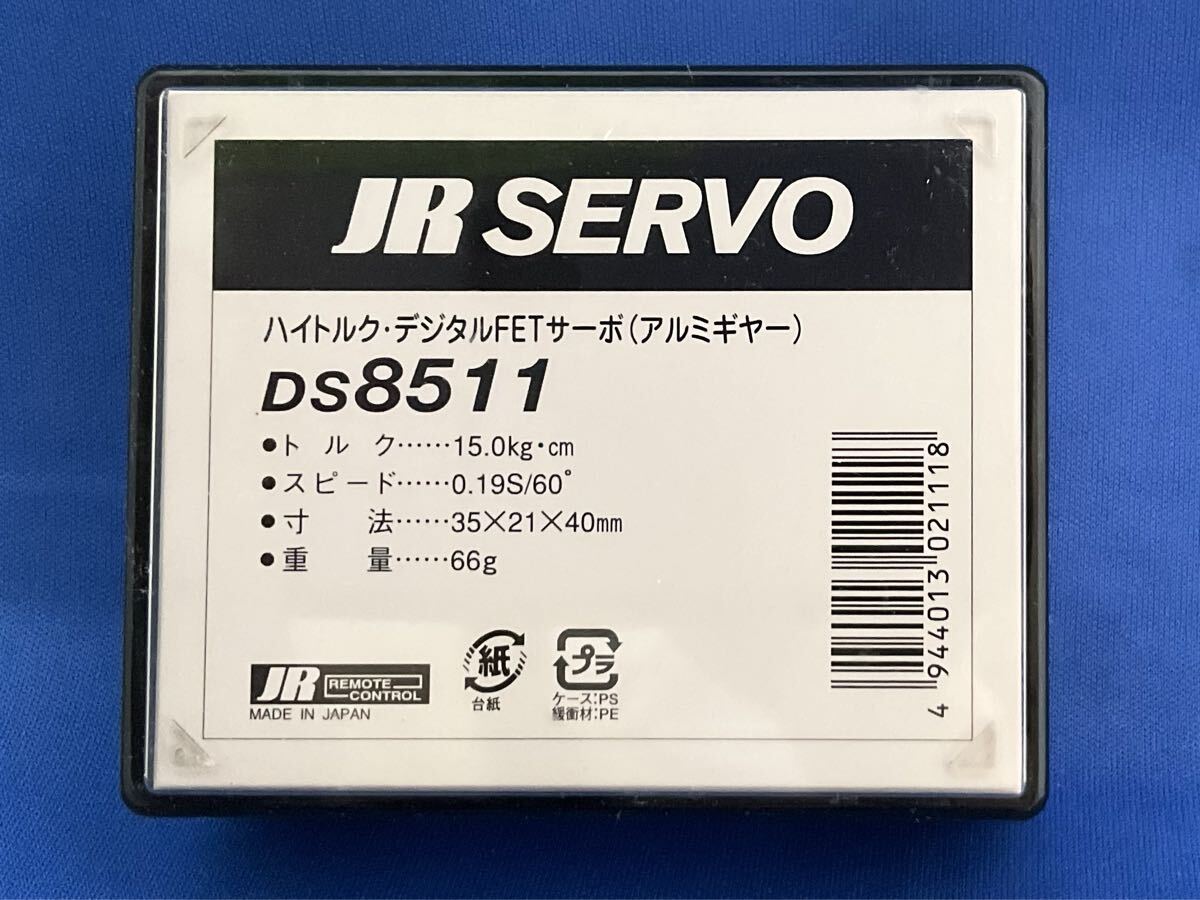 JR SERVO
ハイトルク・デジタルFETサーボ(アルミギヤー)
DS8511
●トルク……15.0kg・cm
●スピード……0.19S/60°
●寸法……35×21×40mm
●重量……66g
4 944013 021118
JR REMOTE CONTROL
MADE IN JAPAN
紙
台紙
プラ
ケース:PS
緩衝材:PE